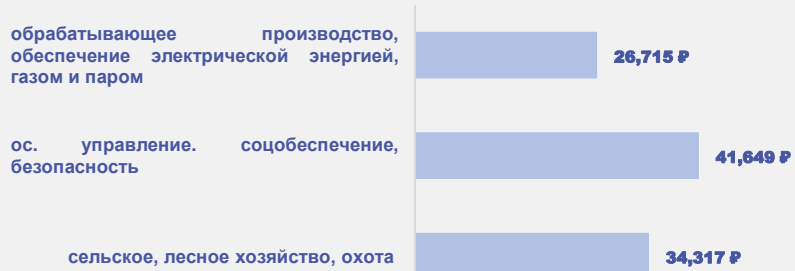 обрабатывающее производство,
обеспечение электрической энергией,
газом и паром
26,715 ₽
ос. управление. соцобеспечение,
безопасность
41,649 ₽
сельское, лесное хозяйство, охота
34,317 ₽